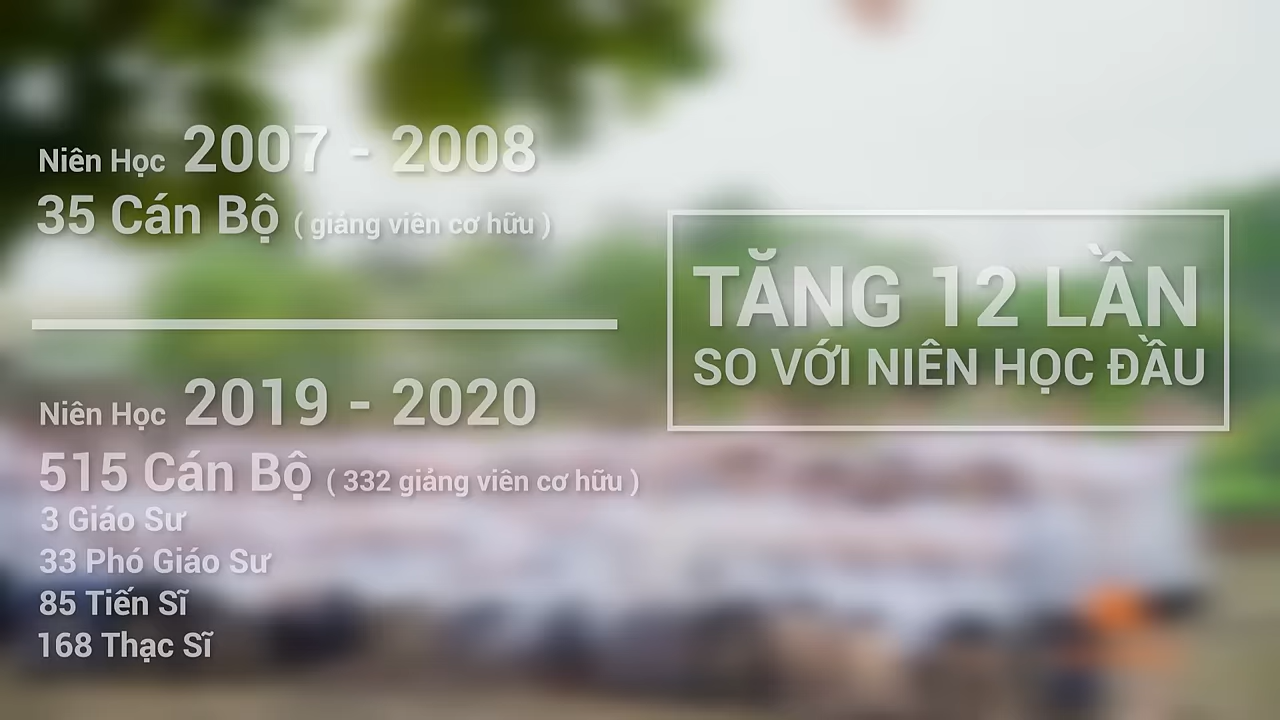 Niên Học 2007 - 2008
35 Cán Bộ ( giảng viên cơ hữu )
Niên Học 2019 - 2020
515 Cán Bộ ( 332 giảng viên cơ hữu )
3 Giáo Sư
33 Phó Giáo Sư
85 Tiến Sĩ
168 Thạc Sĩ
TĂNG 12 LẦN
SO VỚI NIÊN HỌC ĐẦU